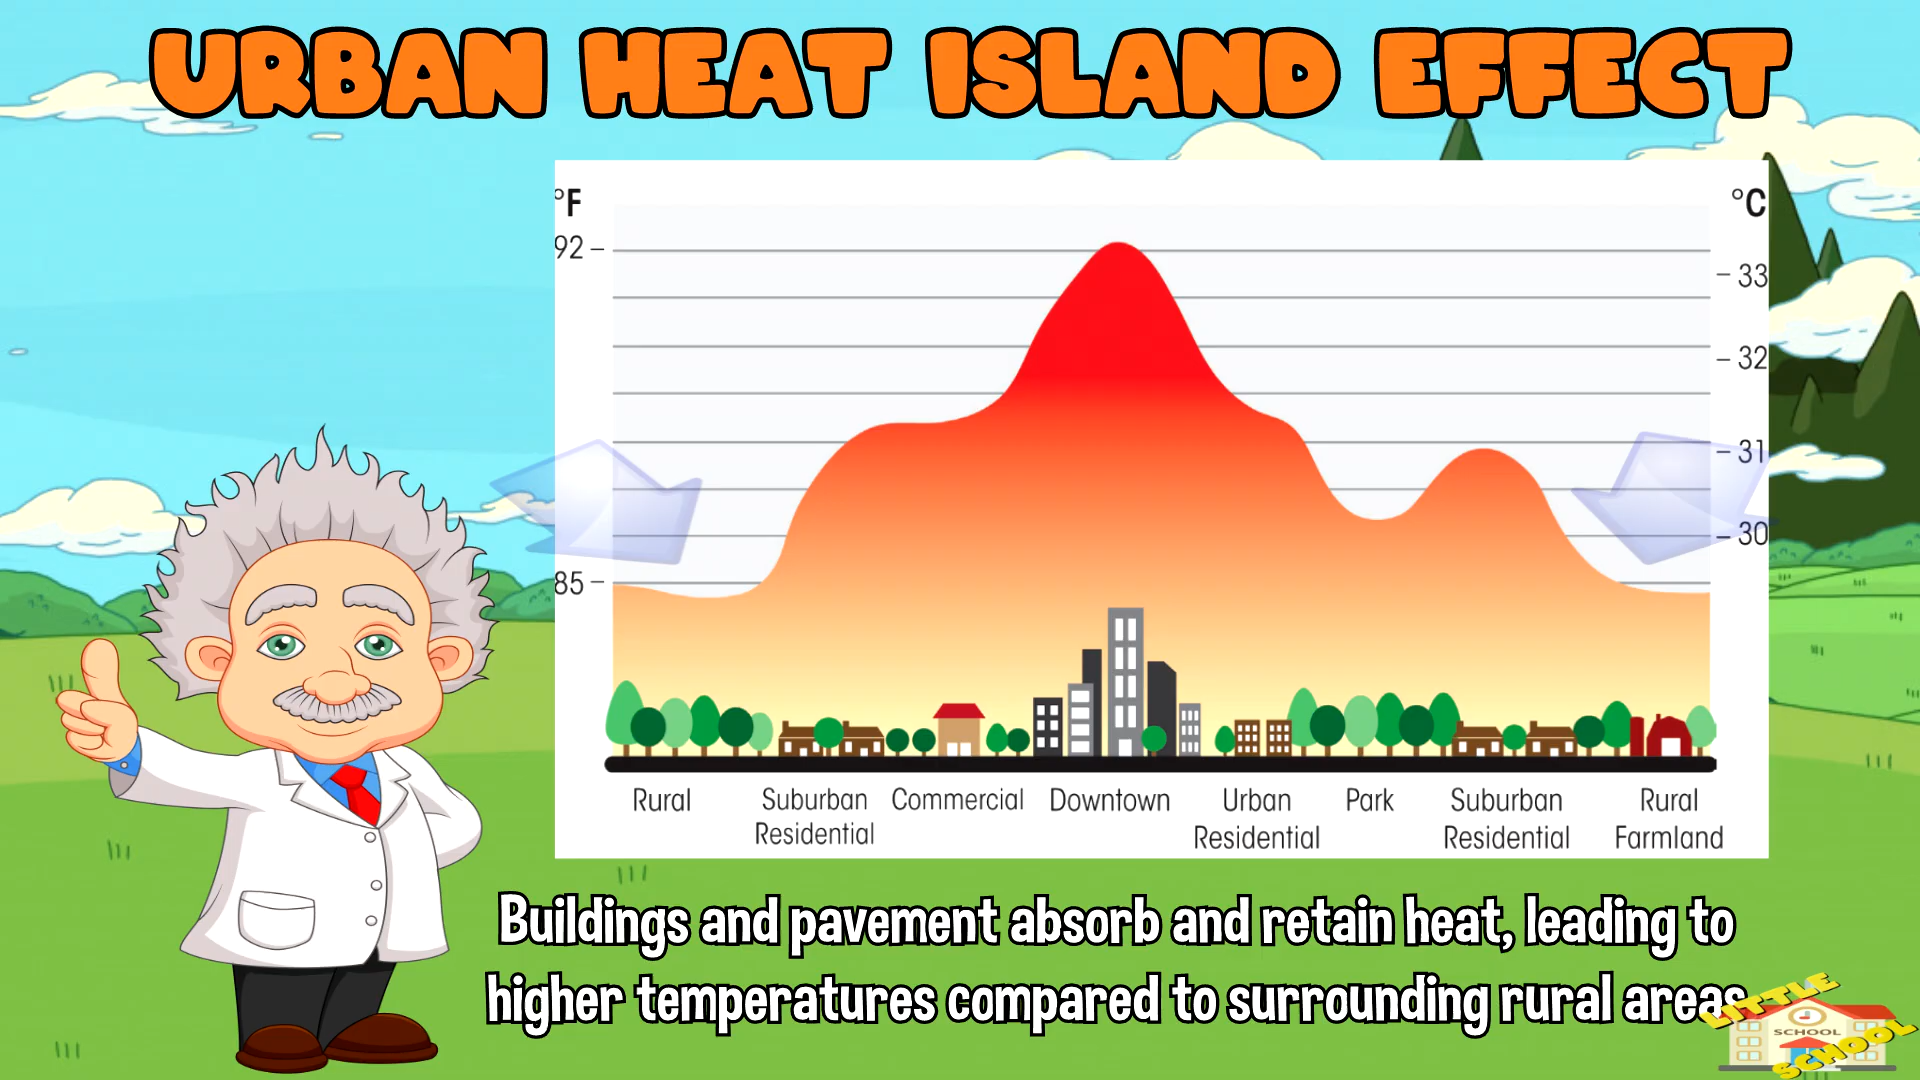 URBAN HEAT ISLAND EFFECT
°F
°C
92
33
32
31
30
85
Rural
Suburban
Residential
Commercial
Downtown
Urban
Residential
Park
Suburban
Residential
Rural
Farmland
Buildings and pavement absorb and retain heat, leading to
higher temperatures compared to surrounding rural areas
LITTLE
SCHOOL
SCHOOL